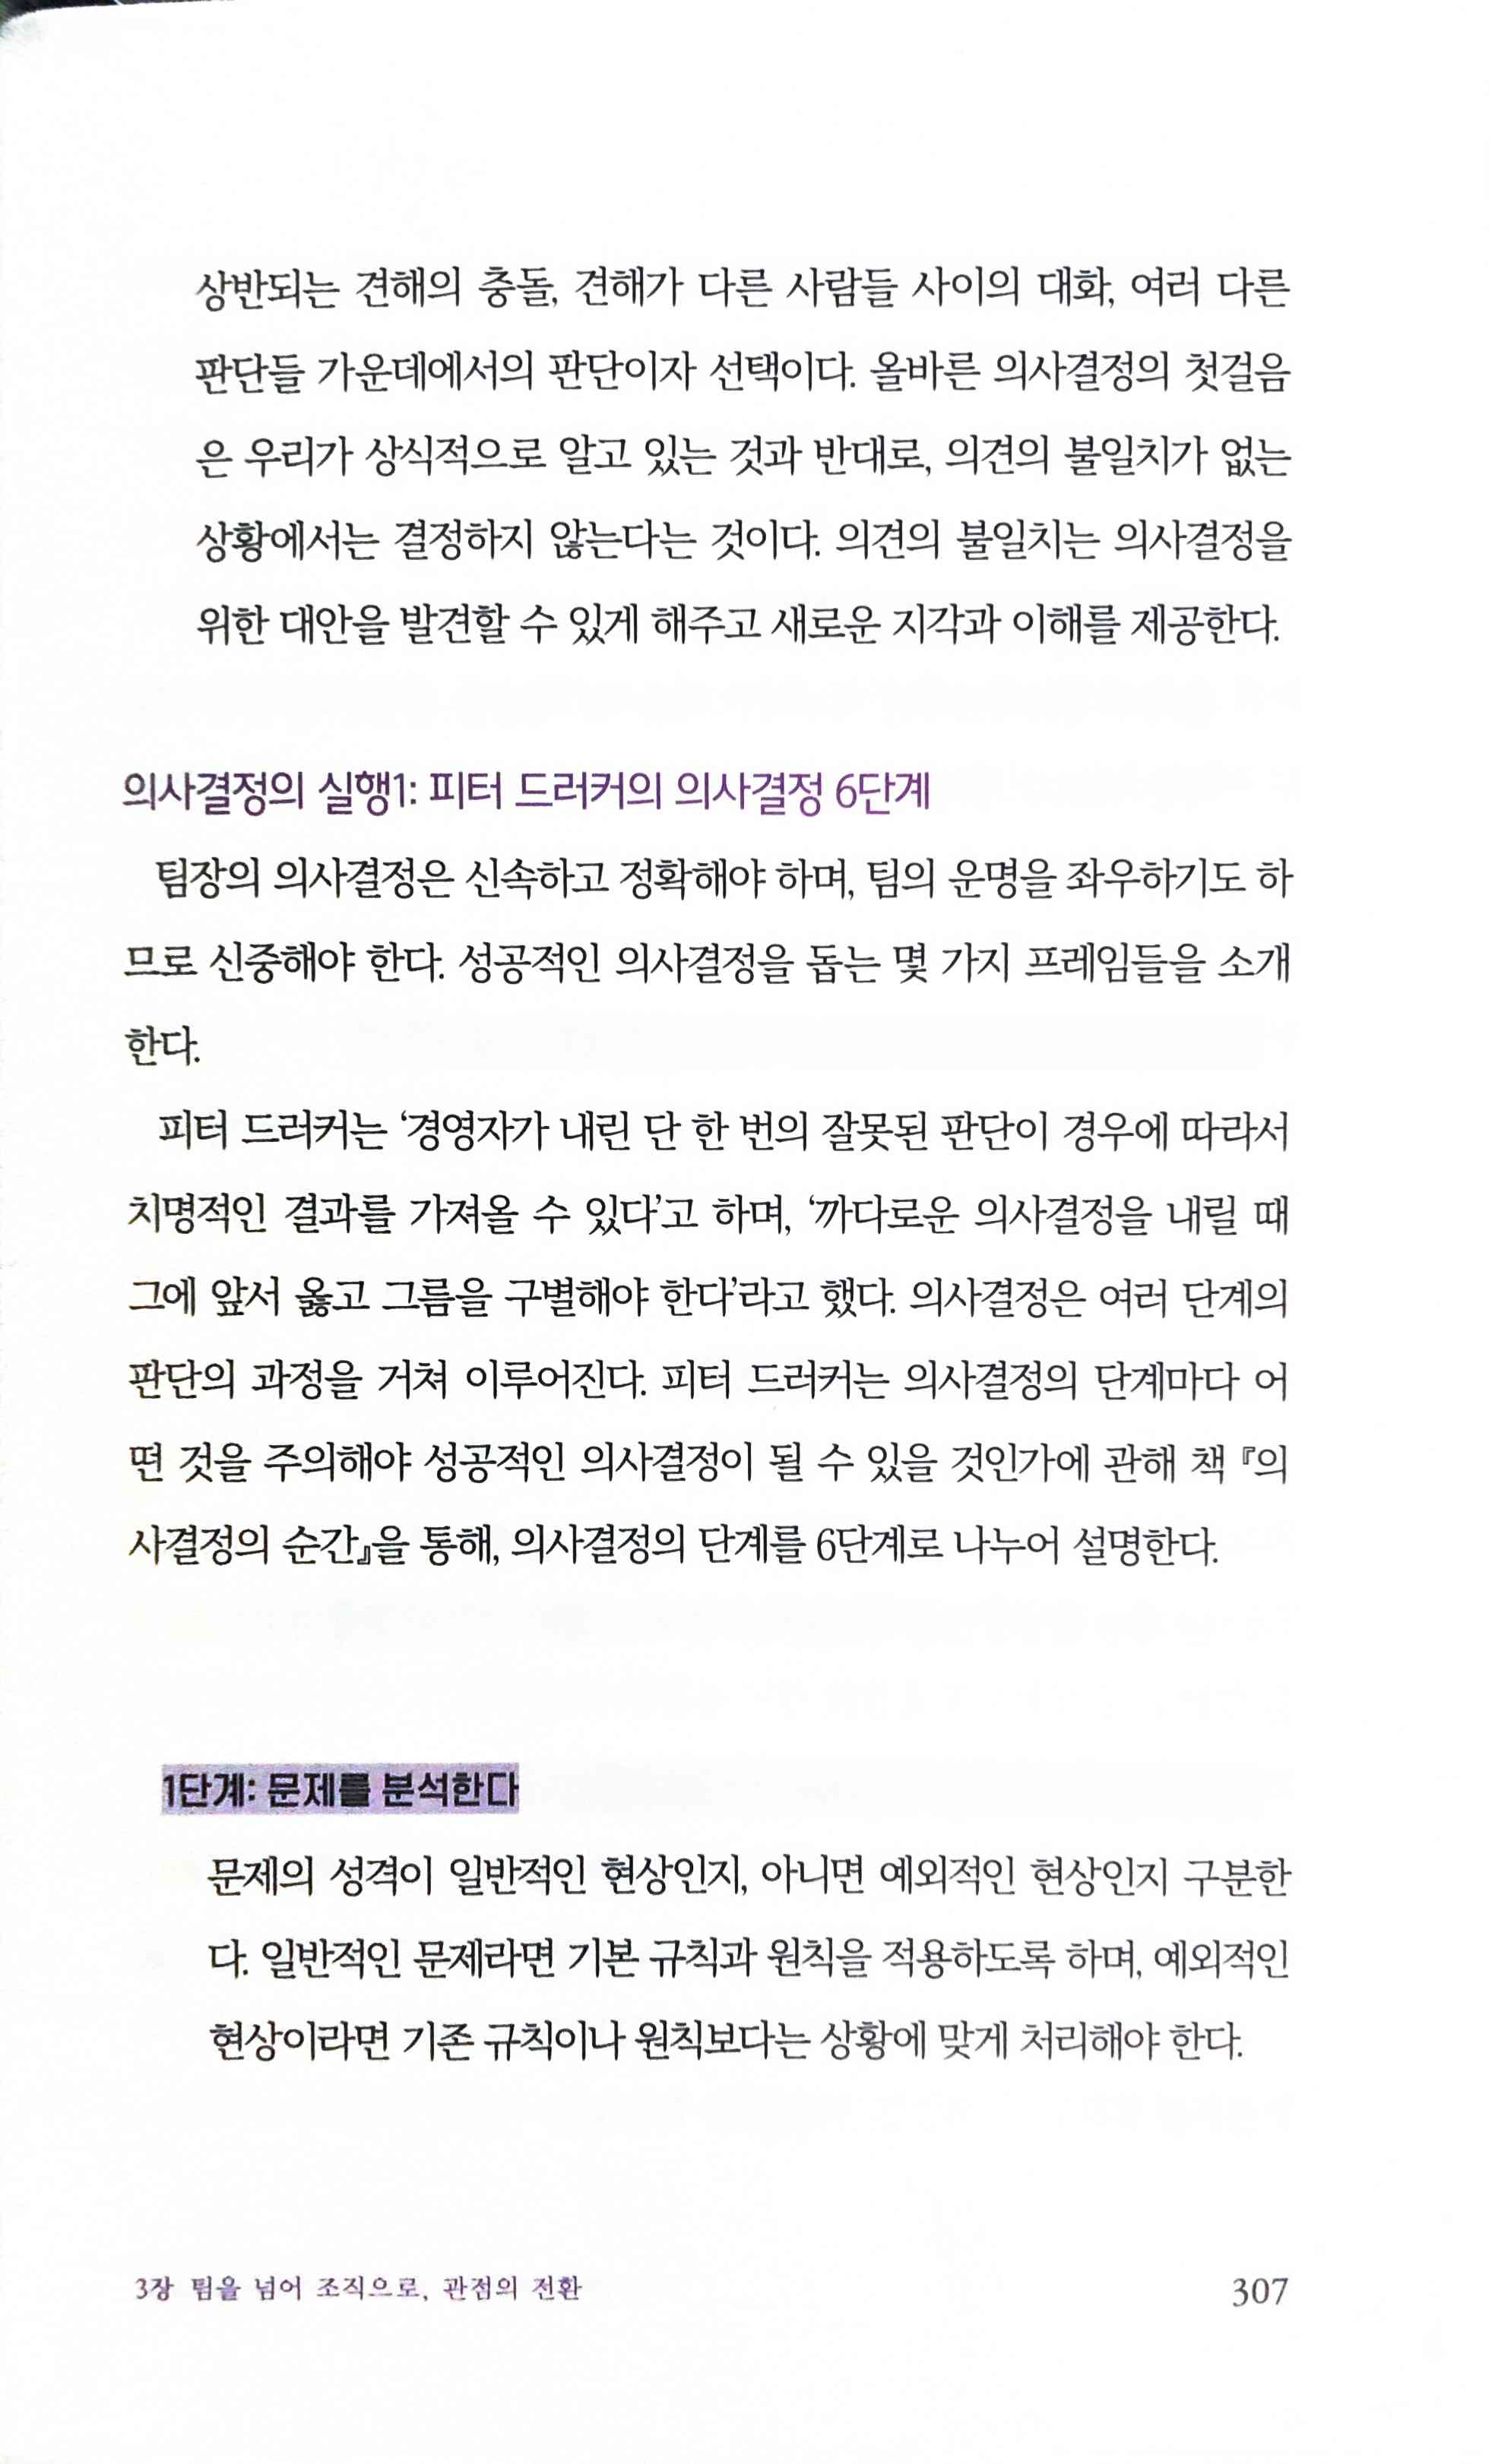 상반되는 견해의 충돌, 견해가 다른 사람들 사이의 대화, 여러 다른
판단들 가운데에서의 판단이자 선택이다. 올바른 의사결정의 첫걸음
은 우리가 상식적으로 알고 있는 것과 반대로, 의견의 불일치가 없는
상황에서는 결정하지 않는다는 것이다. 의견의 불일치는 의사결정을
위한 대안을 발견할 수 있게 해주고 새로운 지각과 이해를 제공한다.
의사결정의 실행1: 피터 드러커의 의사결정 6단계
팀장의 의사결정은 신속하고 정확해야 하며, 팀의 운명을 좌우하기도 하
므로 신중해야 한다. 성공적인 의사결정을 돕는 몇 가지 프레임들을 소개
한다.
피터 드러커는 ‘경영자가 내린 단 한 번의 잘못된 판단이 경우에 따라서
치명적인 결과를 가져올 수 있다’고 하며, ‘까다로운 의사결정을 내릴 때
그에 앞서 옳고 그름을 구별해야 한다’라고 했다. 의사결정은 여러 단계의
판단의 과정을 거쳐 이루어진다. 피터 드러커는 의사결정의 단계마다 어
떤 것을 주의해야 성공적인 의사결정이 될 수 있을 것인가에 관해 책 『의
사결정의 순간』을 통해, 의사결정의 단계를 6단계로 나누어 설명한다.
1단계: 문제를 분석한다
문제의 성격이 일반적인 현상인지, 아니면 예외적인 현상인지 구분한
다. 일반적인 문제라면 기본 규칙과 원칙을 적용하도록 하며, 예외적인
현상이라면 기존 규칙이나 원칙보다는 상황에 맞게 처리해야 한다.
3장 팀을 넘어 조직으로, 관점의 전환
307